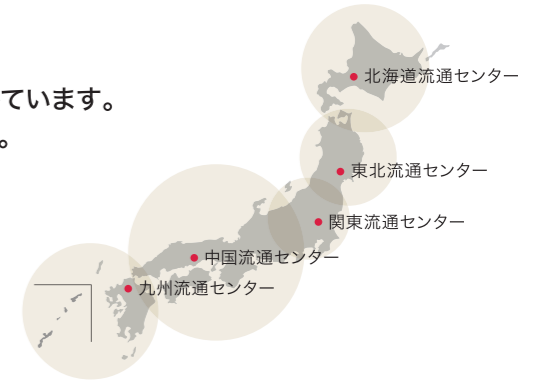 ています。
。
北海道流通センター
東北流通センター
関東流通センター
中国流通センター
九州流通センター